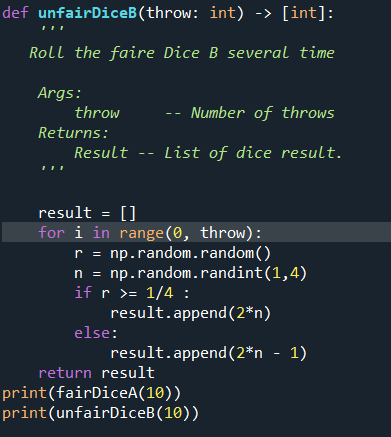 def unfairDiceB(throw: int) -> [int]:
    '''
   Roll the faire Dice B several time

    Args:
        throw     -- Number of throws
    Returns:
        Result -- List of dice result.
    '''

    result = []
    for i in range(0, throw):
        r = np.random.random()
        n = np.random.randint(1,4)
        if r >= 1/4 :
            result.append(2*n)
        else:
            result.append(2*n - 1)
    return result
print(fairDiceA(10))
print(unfairDiceB(10))